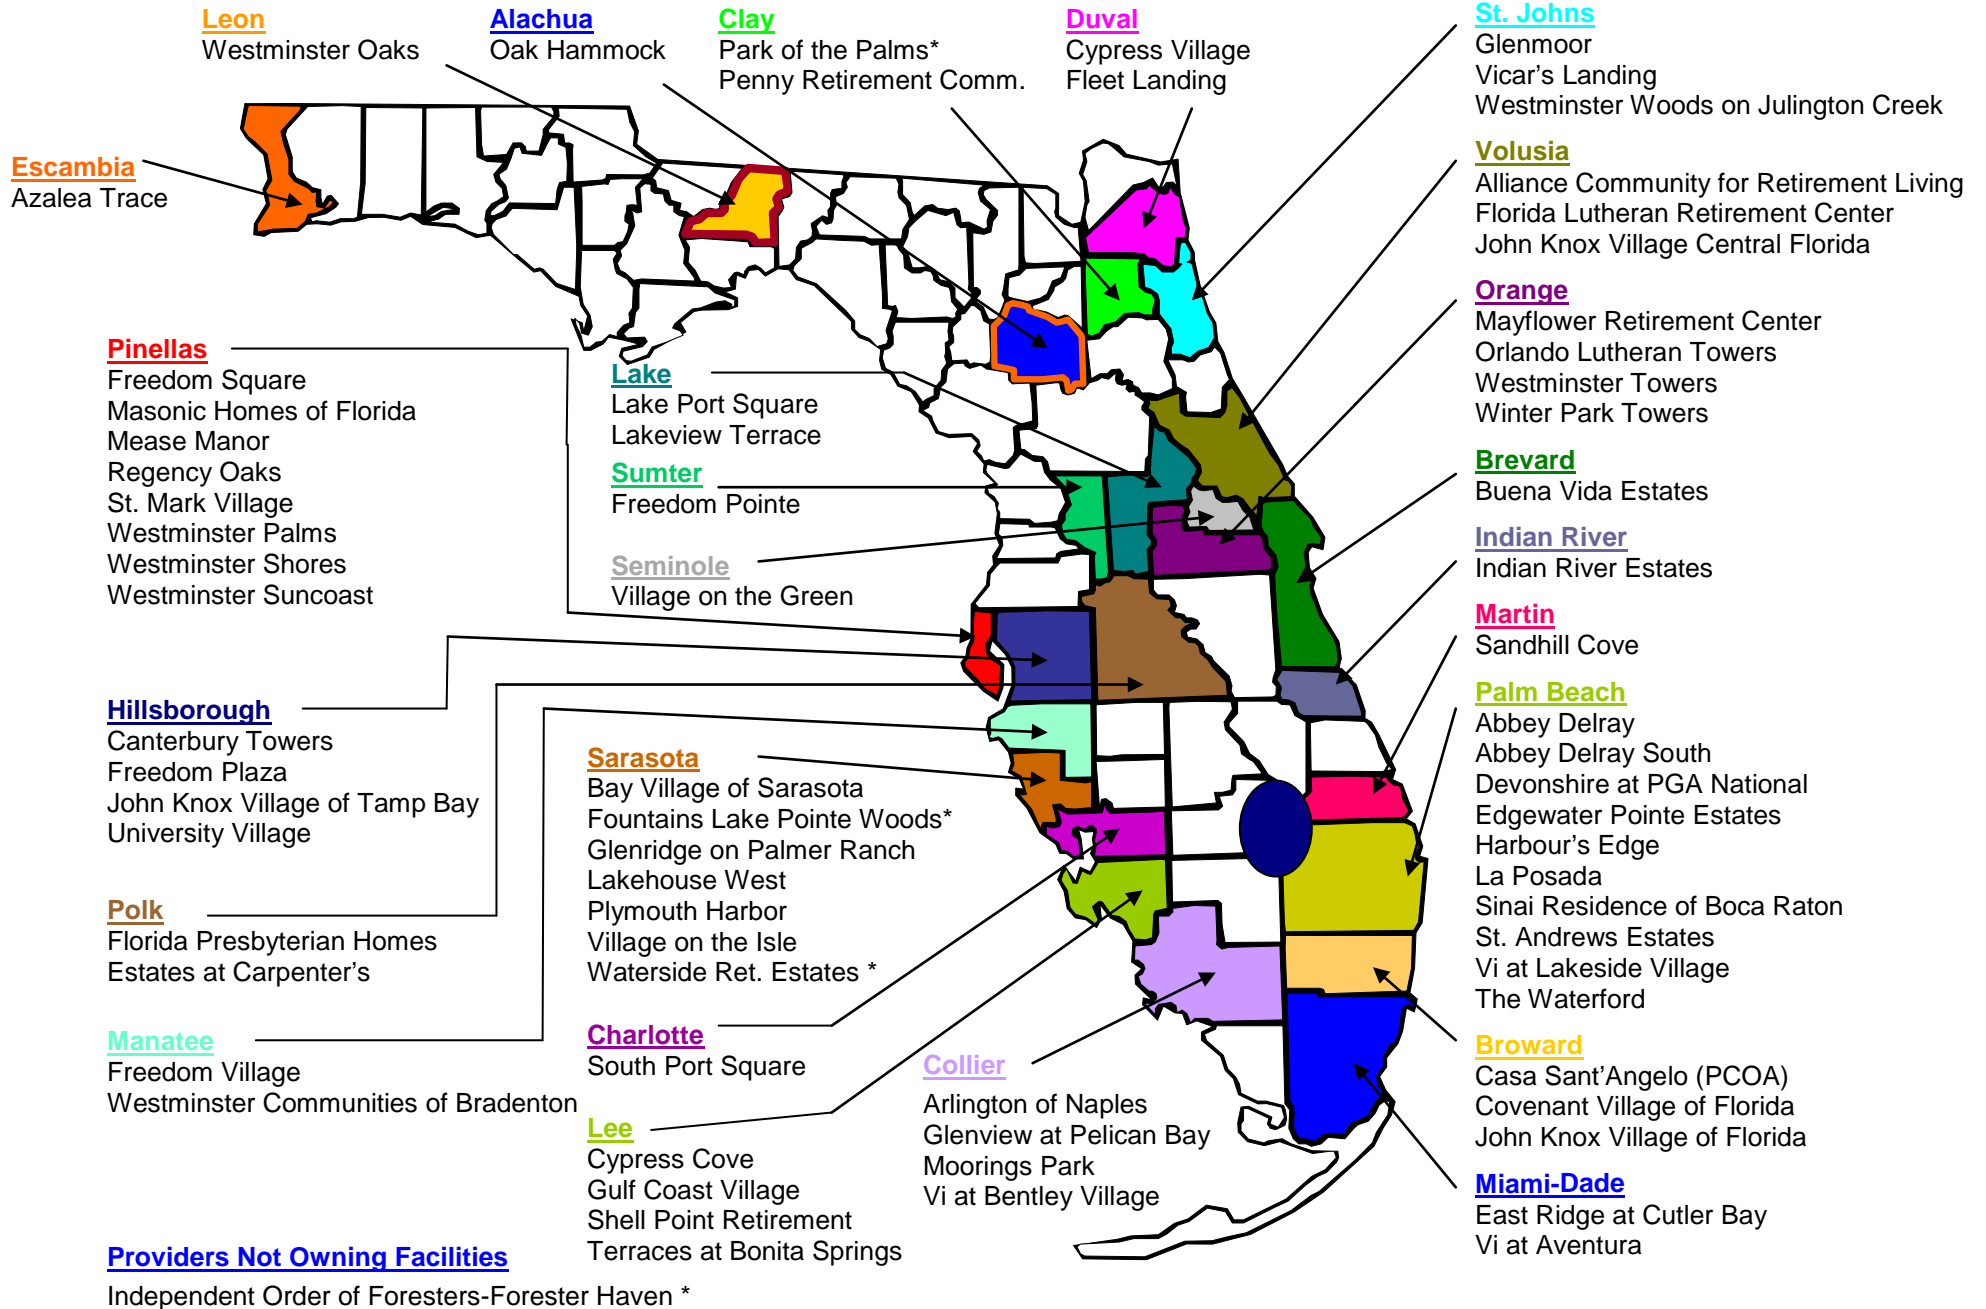 Leon
Westminster Oaks
Alachua
Oak Hammock
Clay
Park of the Palms*
Penny Retirement Comm.
Duval
Cypress Village
Fleet Landing
St. Johns
Glenmoor
Vicar's Landing
Westminster Woods on Julington Creek
Escambia
Azalea Trace
Volusia
Alliance Community for Retirement Living
Florida Lutheran Retirement Center
John Knox Village Central Florida
Orange
Mayflower Retirement Center
Orlando Lutheran Towers
Westminster Towers
Winter Park Towers
Pinellas
Freedom Square
Masonic Homes of Florida
Mease Manor
Regency Oaks
St. Mark Village
Westminster Palms
Westminster Shores
Westminster Suncoast
Lake
Lake Port Square
Lakeview Terrace
Sumter
Freedom Pointe
Seminole
Village on the Green
Brevard
Buena Vida Estates
Indian River
Indian River Estates
Martin
Sandhill Cove
Palm Beach
Abbey Delray
Abbey Delray South
Devonshire at PGA National
Edgewater Pointe Estates
Harbour's Edge
La Posada
Sinai Residence of Boca Raton
St. Andrews Estates
Vi at Lakeside Village
The Waterford
Hillsborough
Canterbury Towers
Freedom Plaza
John Knox Village of Tamp Bay
University Village
Sarasota
Bay Village of Sarasota
Fountains Lake Pointe Woods*
Glenridge on Palmer Ranch
Lakehouse West
Plymouth Harbor
Village on the Isle
Waterside Ret. Estates *
Polk
Florida Presbyterian Homes
Estates at Carpenter's
Manatee
Freedom Village
Westminster Communities of Bradenton
Charlotte
South Port Square
Lee
Cypress Cove
Gulf Coast Village
Shell Point Retirement
Terraces at Bonita Springs
Collier
Arlington of Naples
Glenview at Pelican Bay
Moorings Park
Vi at Bentley Village
Broward
Casa Sant'Angelo (PCOA)
Covenant Village of Florida
John Knox Village of Florida
Miami-Dade
East Ridge at Cutler Bay
Vi at Aventura
Providers Not Owning Facilities
Independent Order of Foresters-Forester Haven *